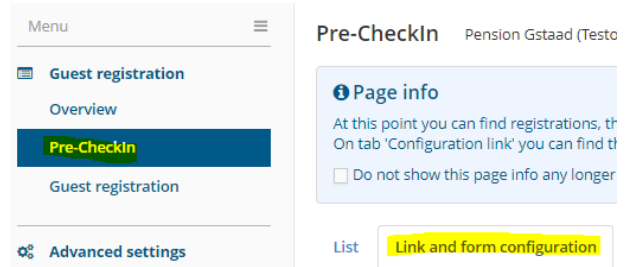 Menu
Guest registration
Overview
Pre-CheckIn
Guest registration
Advanced settings
Pre-CheckIn Pension Gstaad (Testo
Page info
At this point you can find registrations, th
On tab 'Configuration link' you can find th
Do not show this page info any longer
List Link and form configuration